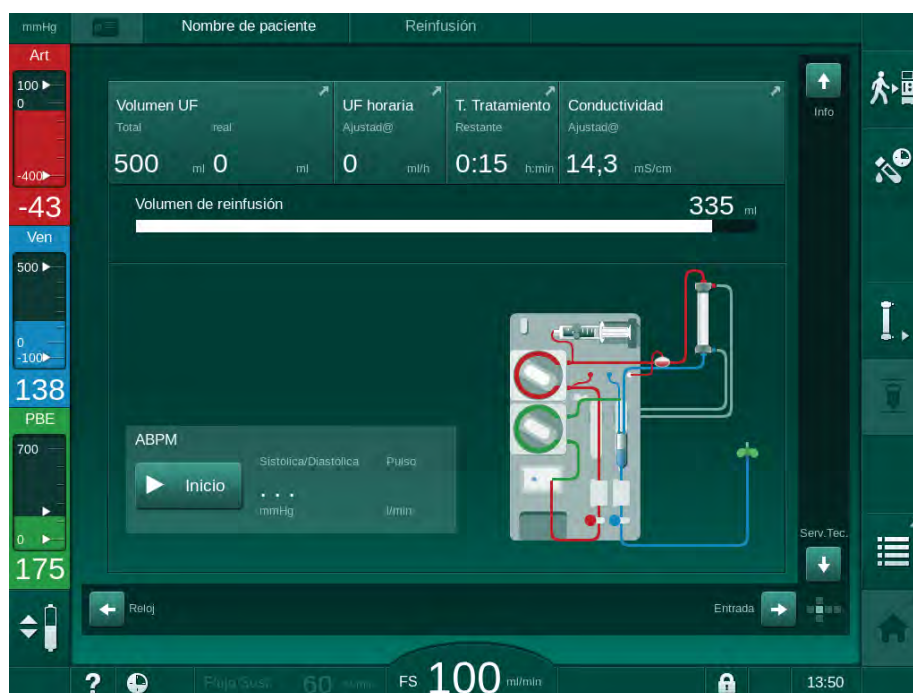 mmHg
Nombre de paciente
Reinfusión
Art
100
0
-400
-43
Ven
500
0
-100
138
PBE
700
0
175
Volumen UF
Total real
500 ml 0 ml
UF horaria
Ajustad@
0 ml/h
T. Tratamiento
Restante
0:15 h:min
Conductividad
Ajustad@
14,3 mS/cm
Info
Volumen de reinfusión 335 ml
ABPM
Inicio
Sistólica/Diastólica Pulso
. . .
mmHg l/min
Serv.Tec.
Reloj
Entrada
? 60 FS 100 ml/min 13:50